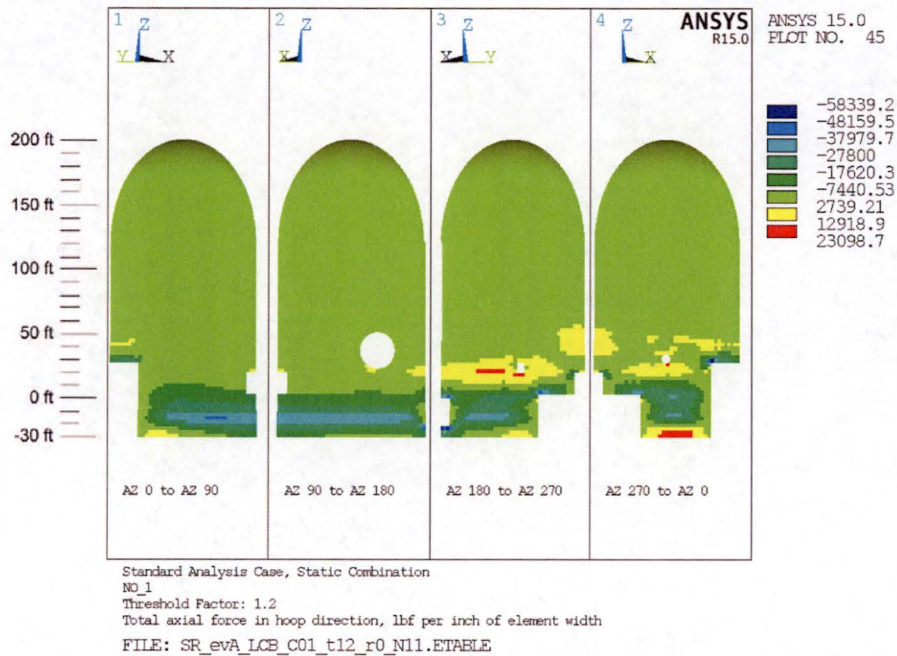 1
Z
Y
X
2
Z
X
3
Z
X
Y
4
Z
X
ANSYS
R15.0
ANSYS 15.0
PLOT NO. 45
-58339.2
-48159.5
-37979.7
-27800
-17620.3
-7440.53
2739.21
12918.9
23098.7
200 ft
150 ft
100 ft
50 ft
0 ft
-30 ft
AZ 0 to AZ 90
AZ 90 to AZ 180
AZ 180 to AZ 270
AZ 270 to AZ 0
Standard Analysis Case, Static Combination
NO_1
Threshold Factor: 1.2
Total axial force in hoop direction, lbf per inch of element width
FILE: SR_evA_LCB_C01_t12_r0_N11.ETABLE